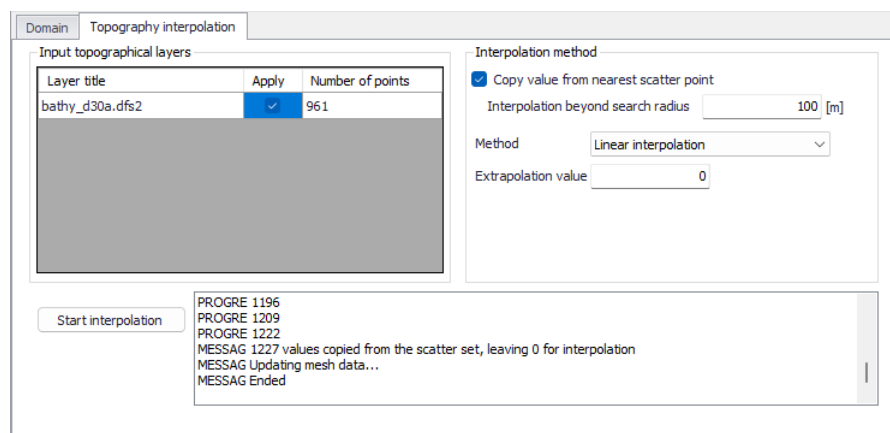 Domain Topography interpolation
Input topographical layers
Layer title Apply Number of points
bathy_d30a.dfs2 961
Interpolation method
Copy value from nearest scatter point
Interpolation beyond search radius 100 [m]
Method Linear interpolation
Extrapolation value 0
Start interpolation
PROGRE 1196
PROGRE 1209
PROGRE 1222
MESSAG 1227 values copied from the scatter set, leaving 0 for interpolation
MESSAG Updating mesh data...
MESSAG Ended